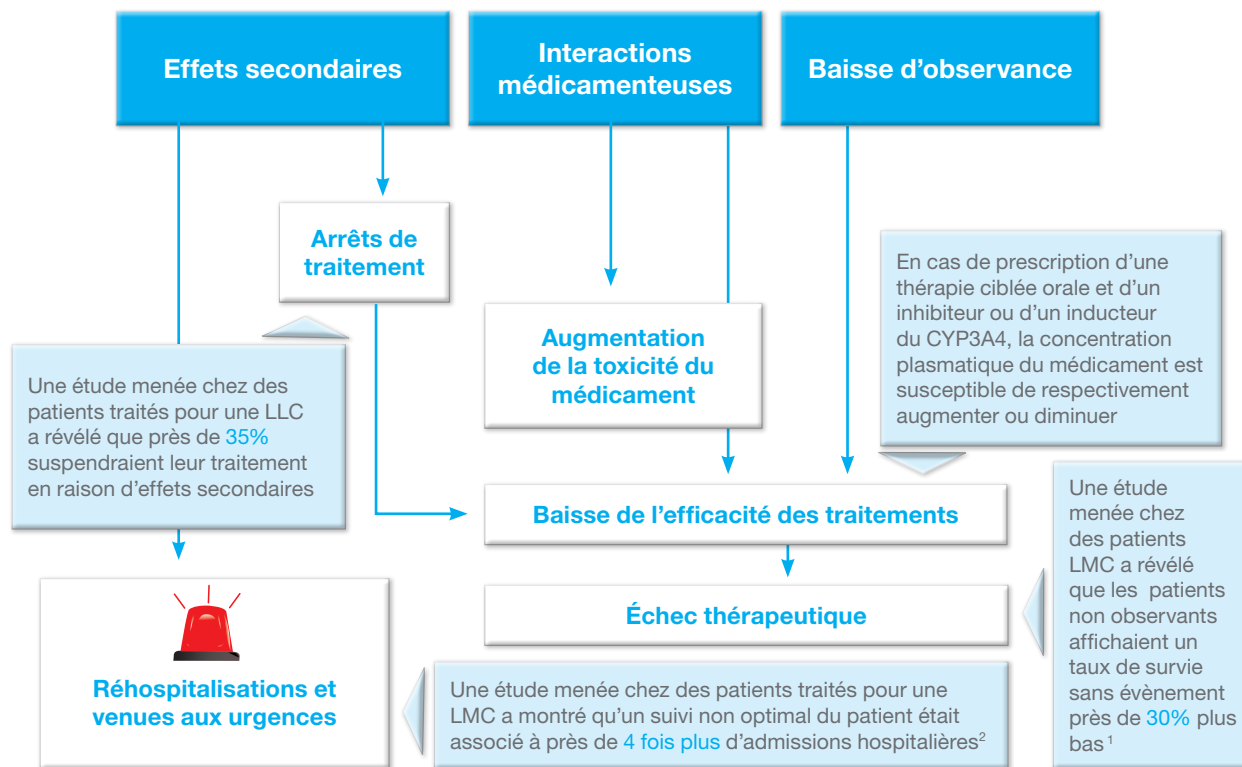 Effets secondaires
Interactions
médicamenteuses
Baisse d’observance
Arrêts de
traitement
En cas de prescription d’une
thérapie ciblée orale et d’un
inhibiteur ou d’un inducteur
du CYP3A4, la concentration
plasmatique du médicament est
susceptible de respectivement
augmenter ou diminuer
Augmentation
de la toxicité du
médicament
Une étude menée chez des
patients traités pour une LLC
a révélé que près de 35%
suspendraient leur traitement
en raison d’effets secondaires
Baisse de l’efficacité des traitements
Une étude
menée chez
des patients
LMC a révélé
que les patients
non observants
affichaient un
taux de survie
sans évènement
près de 30% plus
bas¹
Échec thérapeutique
Réhospitalisations et
venues aux urgences
Une étude menée chez des patients traités pour une
LMC a montré qu’un suivi non optimal du patient était
associé à près de 4 fois plus d’admissions hospitalières²